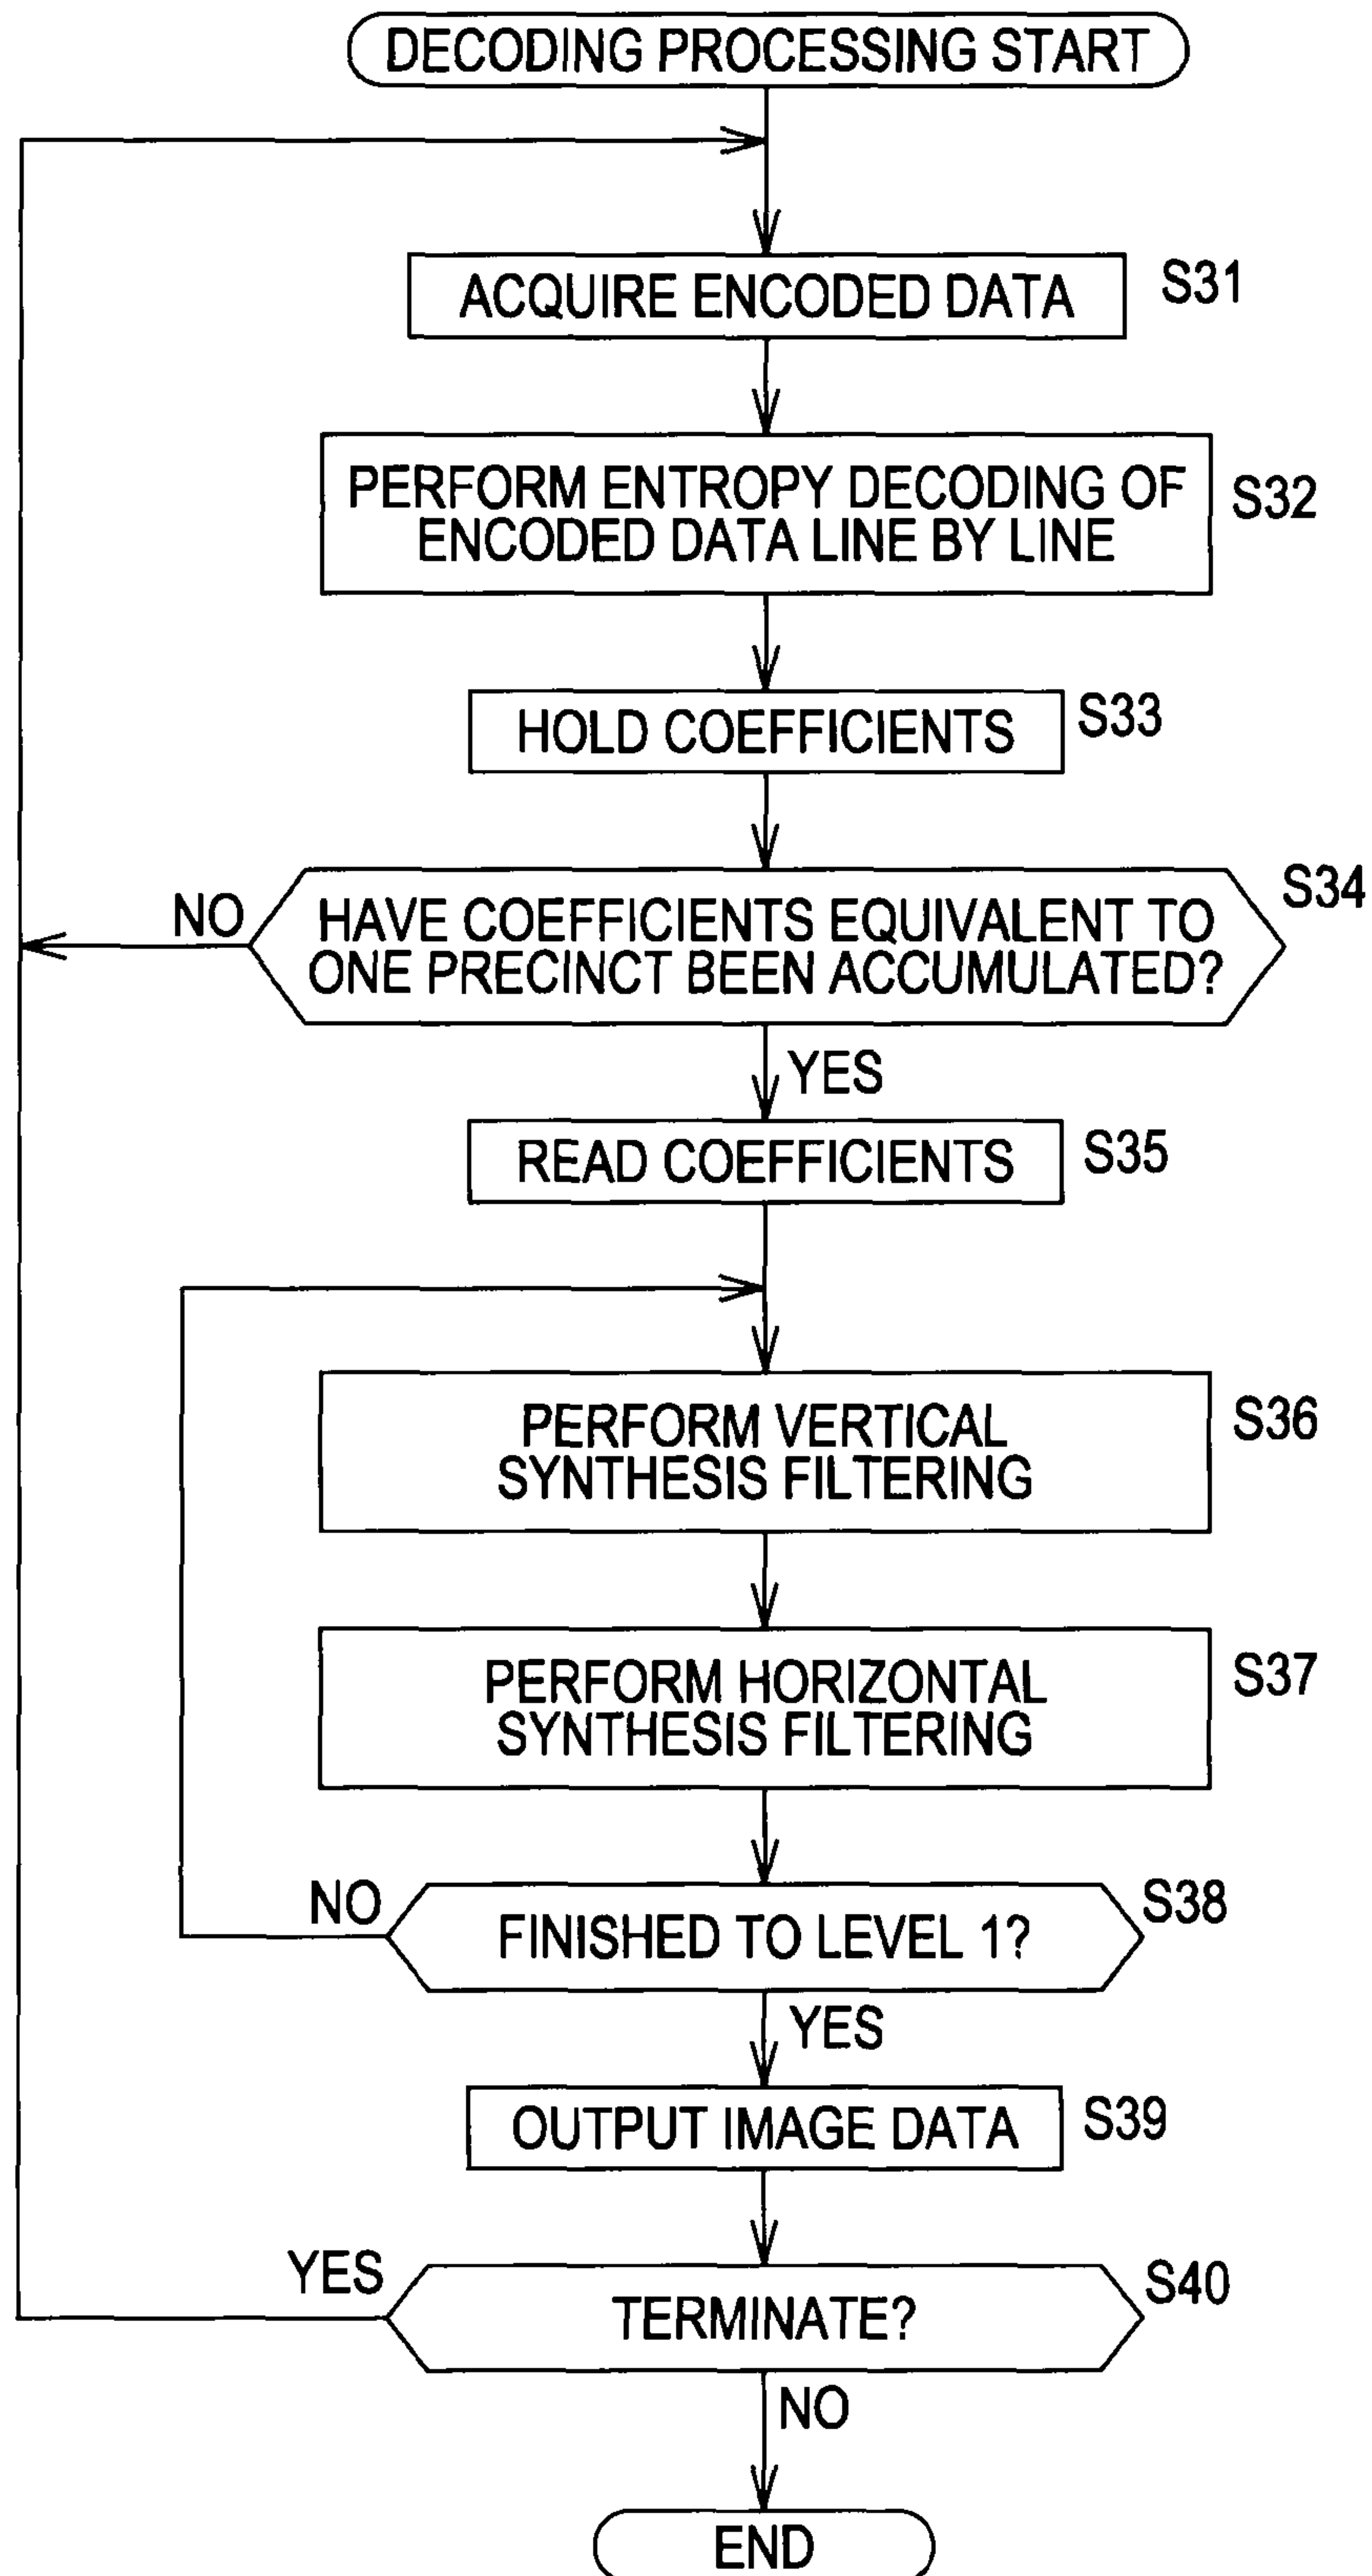 DECODING PROCESSING START
ACQUIRE ENCODED DATA
S31
PERFORM ENTROPY DECODING OF
ENCODED DATA LINE BY LINE
S32
HOLD COEFFICIENTS
S33
HAVE COEFFICIENTS EQUIVALENT TO
ONE PRECINCT BEEN ACCUMULATED?
S34
NO
YES
READ COEFFICIENTS
S35
PERFORM VERTICAL
SYNTHESIS FILTERING
S36
PERFORM HORIZONTAL
SYNTHESIS FILTERING
S37
NO
FINISHED TO LEVEL 1?
S38
YES
OUTPUT IMAGE DATA
S39
YES
TERMINATE?
S40
NO
END